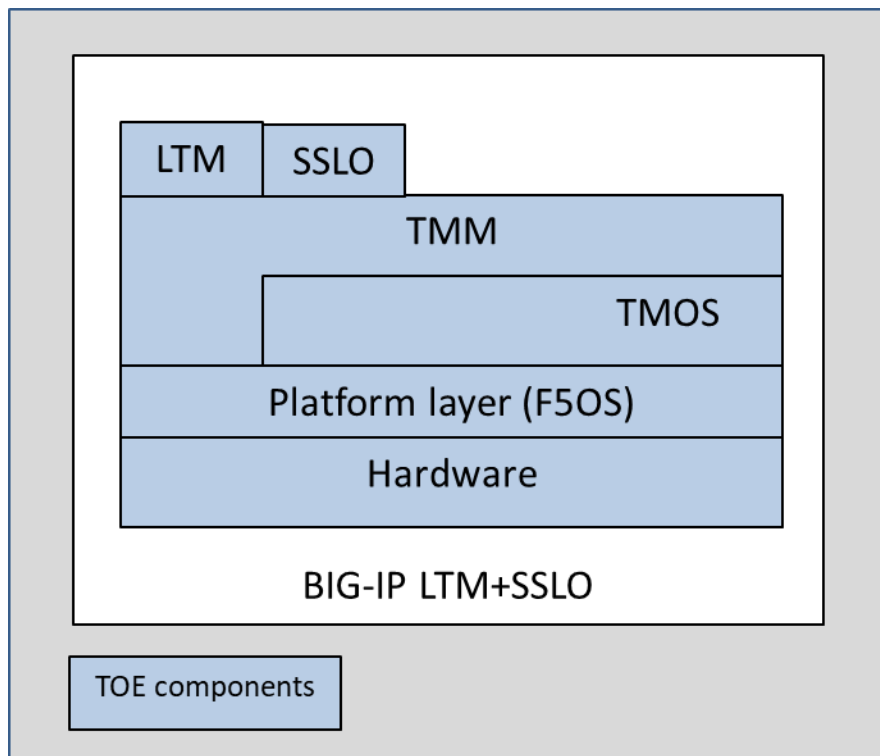 LTM
SSLO
TMM
TMOS
Platform layer (F5OS)
Hardware
BIG-IP LTM+SSLO
TOE components